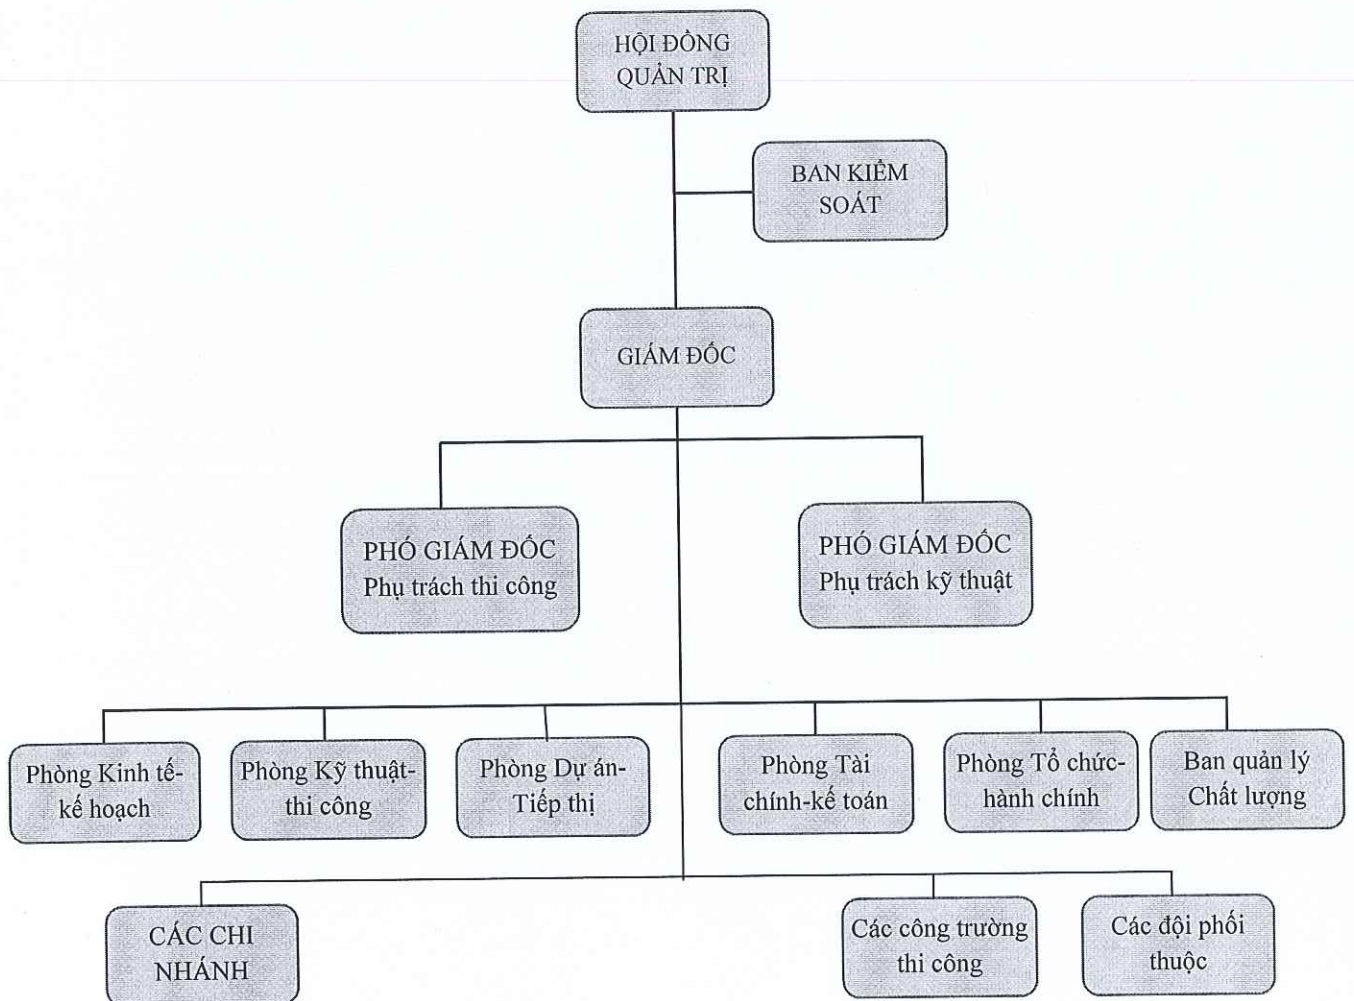 HỘI ĐỒNG
QUẢN TRỊ
BAN KIỂM
SOÁT
GIÁM ĐỐC
PHÓ GIÁM ĐỐC
Phụ trách thi công
PHÓ GIÁM ĐỐC
Phụ trách kỹ thuật
Phòng Kinh tế-
kế hoạch
Phòng Kỹ thuật-
thi công
Phòng Dự án-
Tiếp thị
Phòng Tài
chính-kế toán
Phòng Tổ chức-
hành chính
Ban quản lý
Chất lượng
CÁC CHI
NHÁNH
Các công trường
thi công
Các đội phối
thuộc